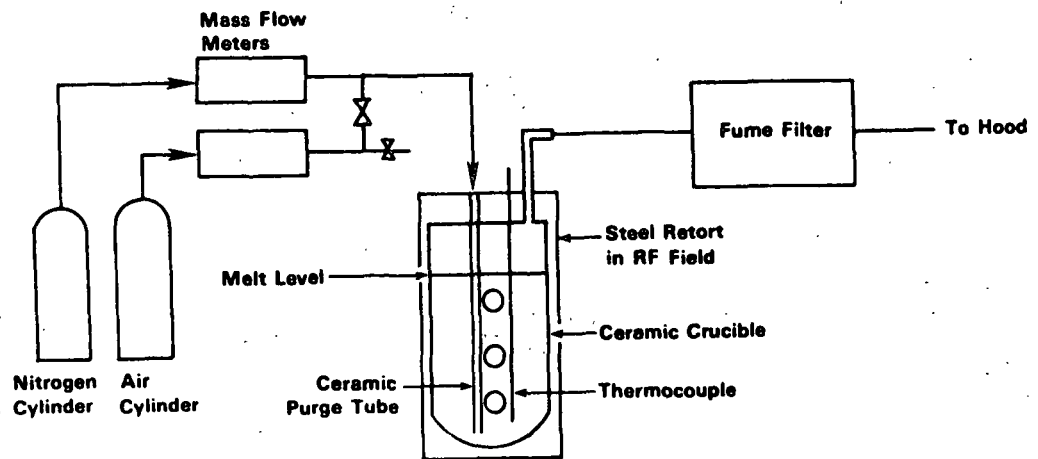 Mass Flow
Meters
Fume Filter
To Hood
Steel Retort
in RF Field
Melt Level
Ceramic Crucible
Nitrogen
Cylinder
Air
Cylinder
Ceramic
Purge Tube
Thermocouple